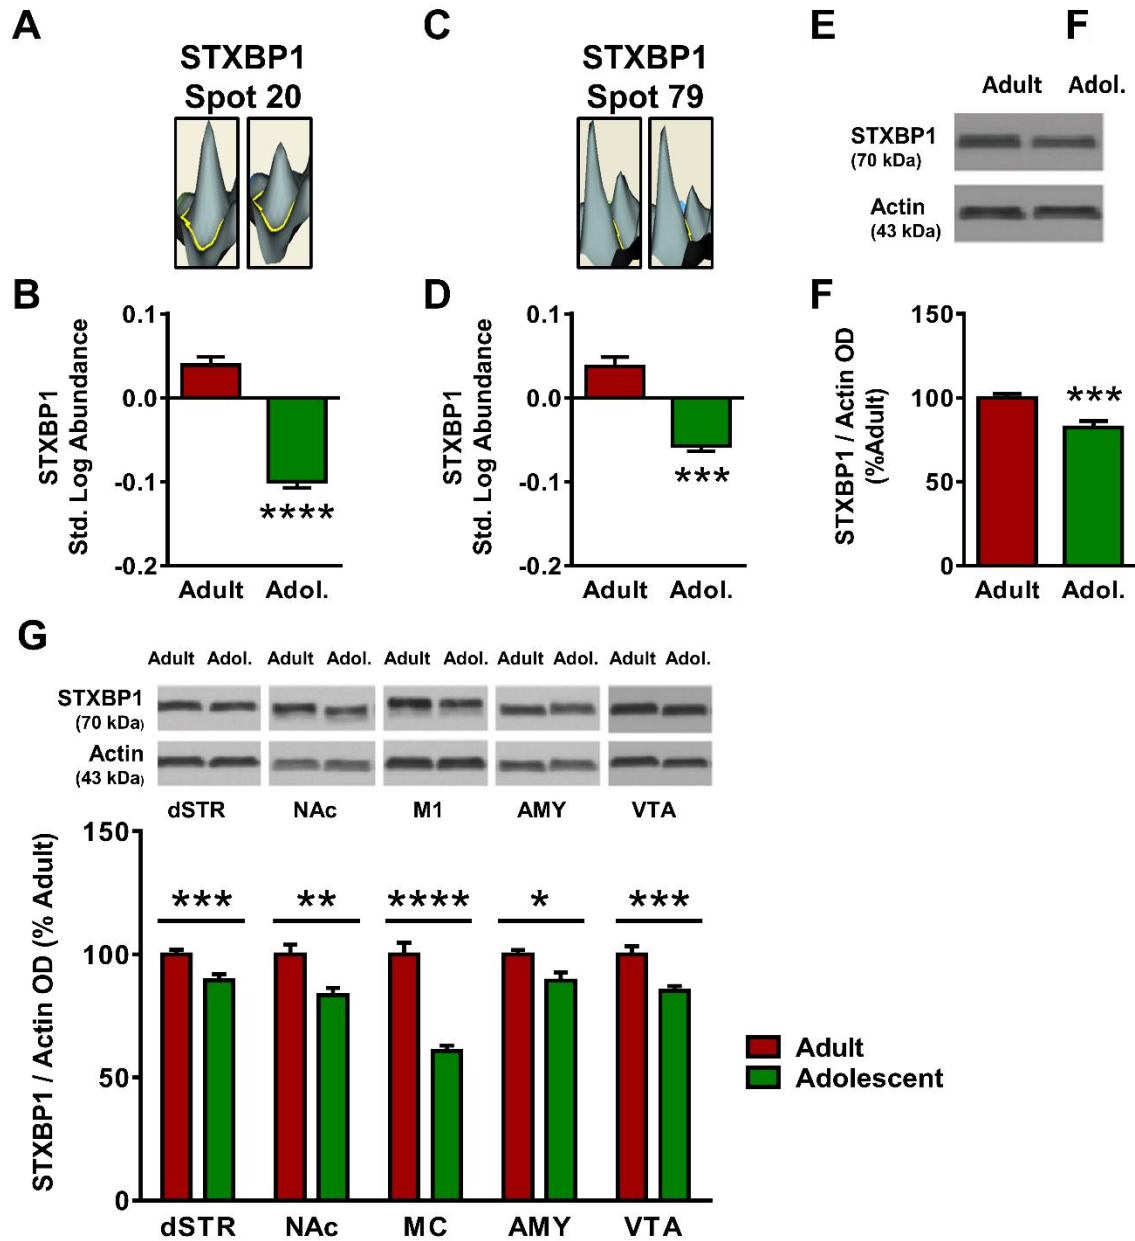 A
STXBP1
Spot 20
C
STXBP1
Spot 79
E
F
Adult Adol.
STXBP1
(70 kDa)
Actin
(43 kDa)
B
STXBP1
Std. Log Abundance
0.1
0.0
-0.1
-0.2
****
Adult Adol.
D
STXBP1
Std. Log Abundance
0.1
0.0
-0.1
-0.2
***
Adult Adol.
F
STXBP1 / Actin OD
(%Adult)
150
100
50
0
***
Adult Adol.
G
Adult Adol. Adult Adol. Adult Adol. Adult Adol. Adult Adol.
STXBP1
(70 kDa)
Actin
(43 kDa)
dSTR NAc M1 AMY VTA
STXBP1 / Actin OD (% Adult)
150
100
50
0
*** ** **** * ***
dSTR NAc MC AMY VTA
Adult
Adolescent